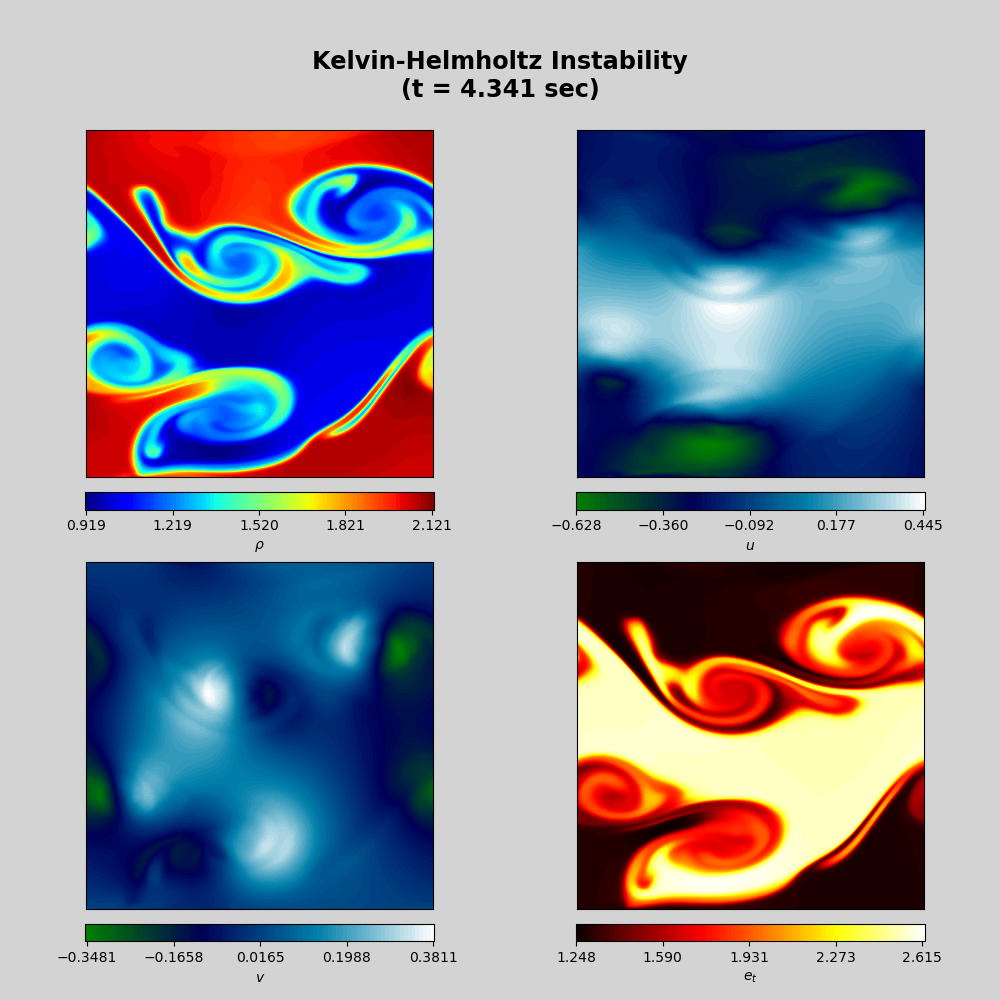 Kelvin-Helmholtz Instability
(t = 4.341 sec)
0.919 1.219 1.520 1.821 2.121
ρ
−0.628 −0.360 −0.092 0.177 0.445
u
−0.3481 −0.1658 0.0165 0.1988 0.3811
v
1.248 1.590 1.931 2.273 2.615
e_t